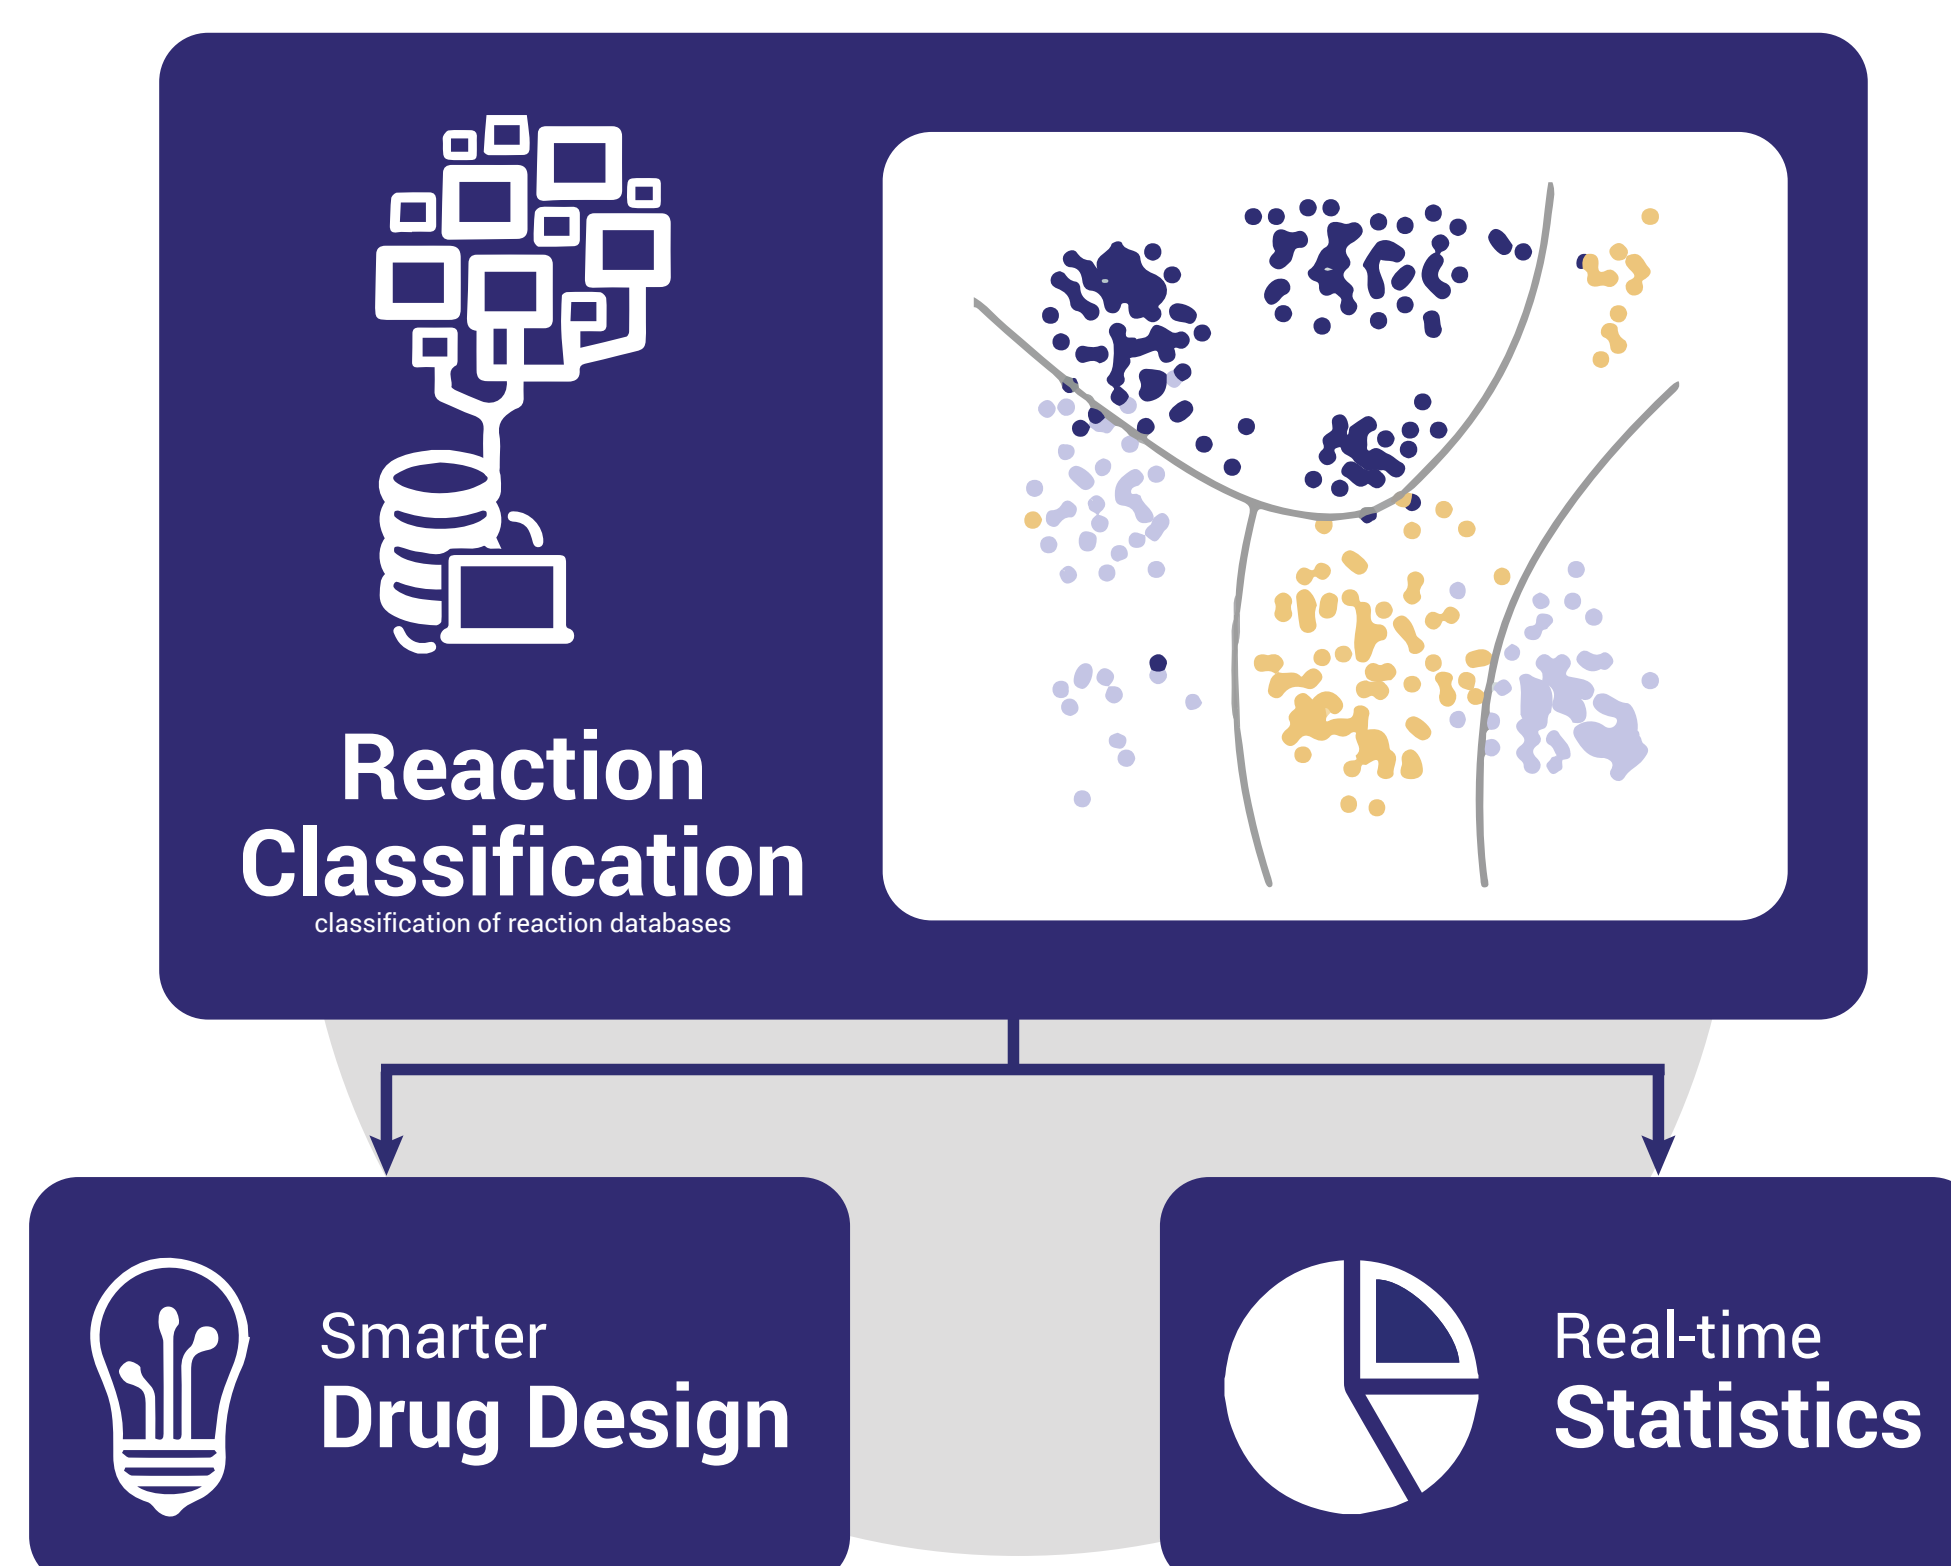 Reaction
Classification
classification of reaction databases
Smarter
Drug Design
Real-time
Statistics